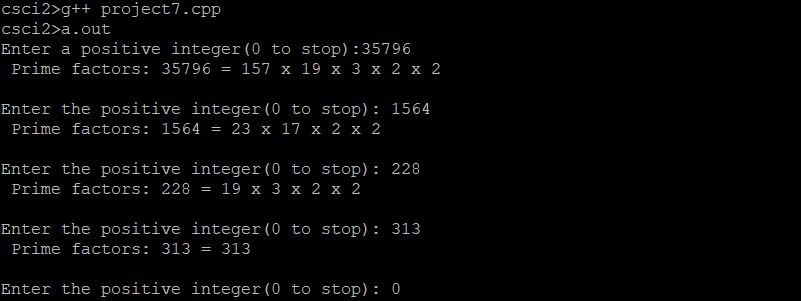 csci2>g++ project7.cpp
csci2>a.out
Enter a positive integer(0 to stop):35796
Prime factors: 35796 = 157 x 19 x 3 x 2 x 2
Enter the positive integer(0 to stop): 1564
Prime factors: 1564 = 23 x 17 x 2 x 2
Enter the positive integer(0 to stop): 228
Prime factors: 228 = 19 x 3 x 2 x 2
Enter the positive integer(0 to stop): 313
Prime factors: 313 = 313
Enter the positive integer(0 to stop): 0